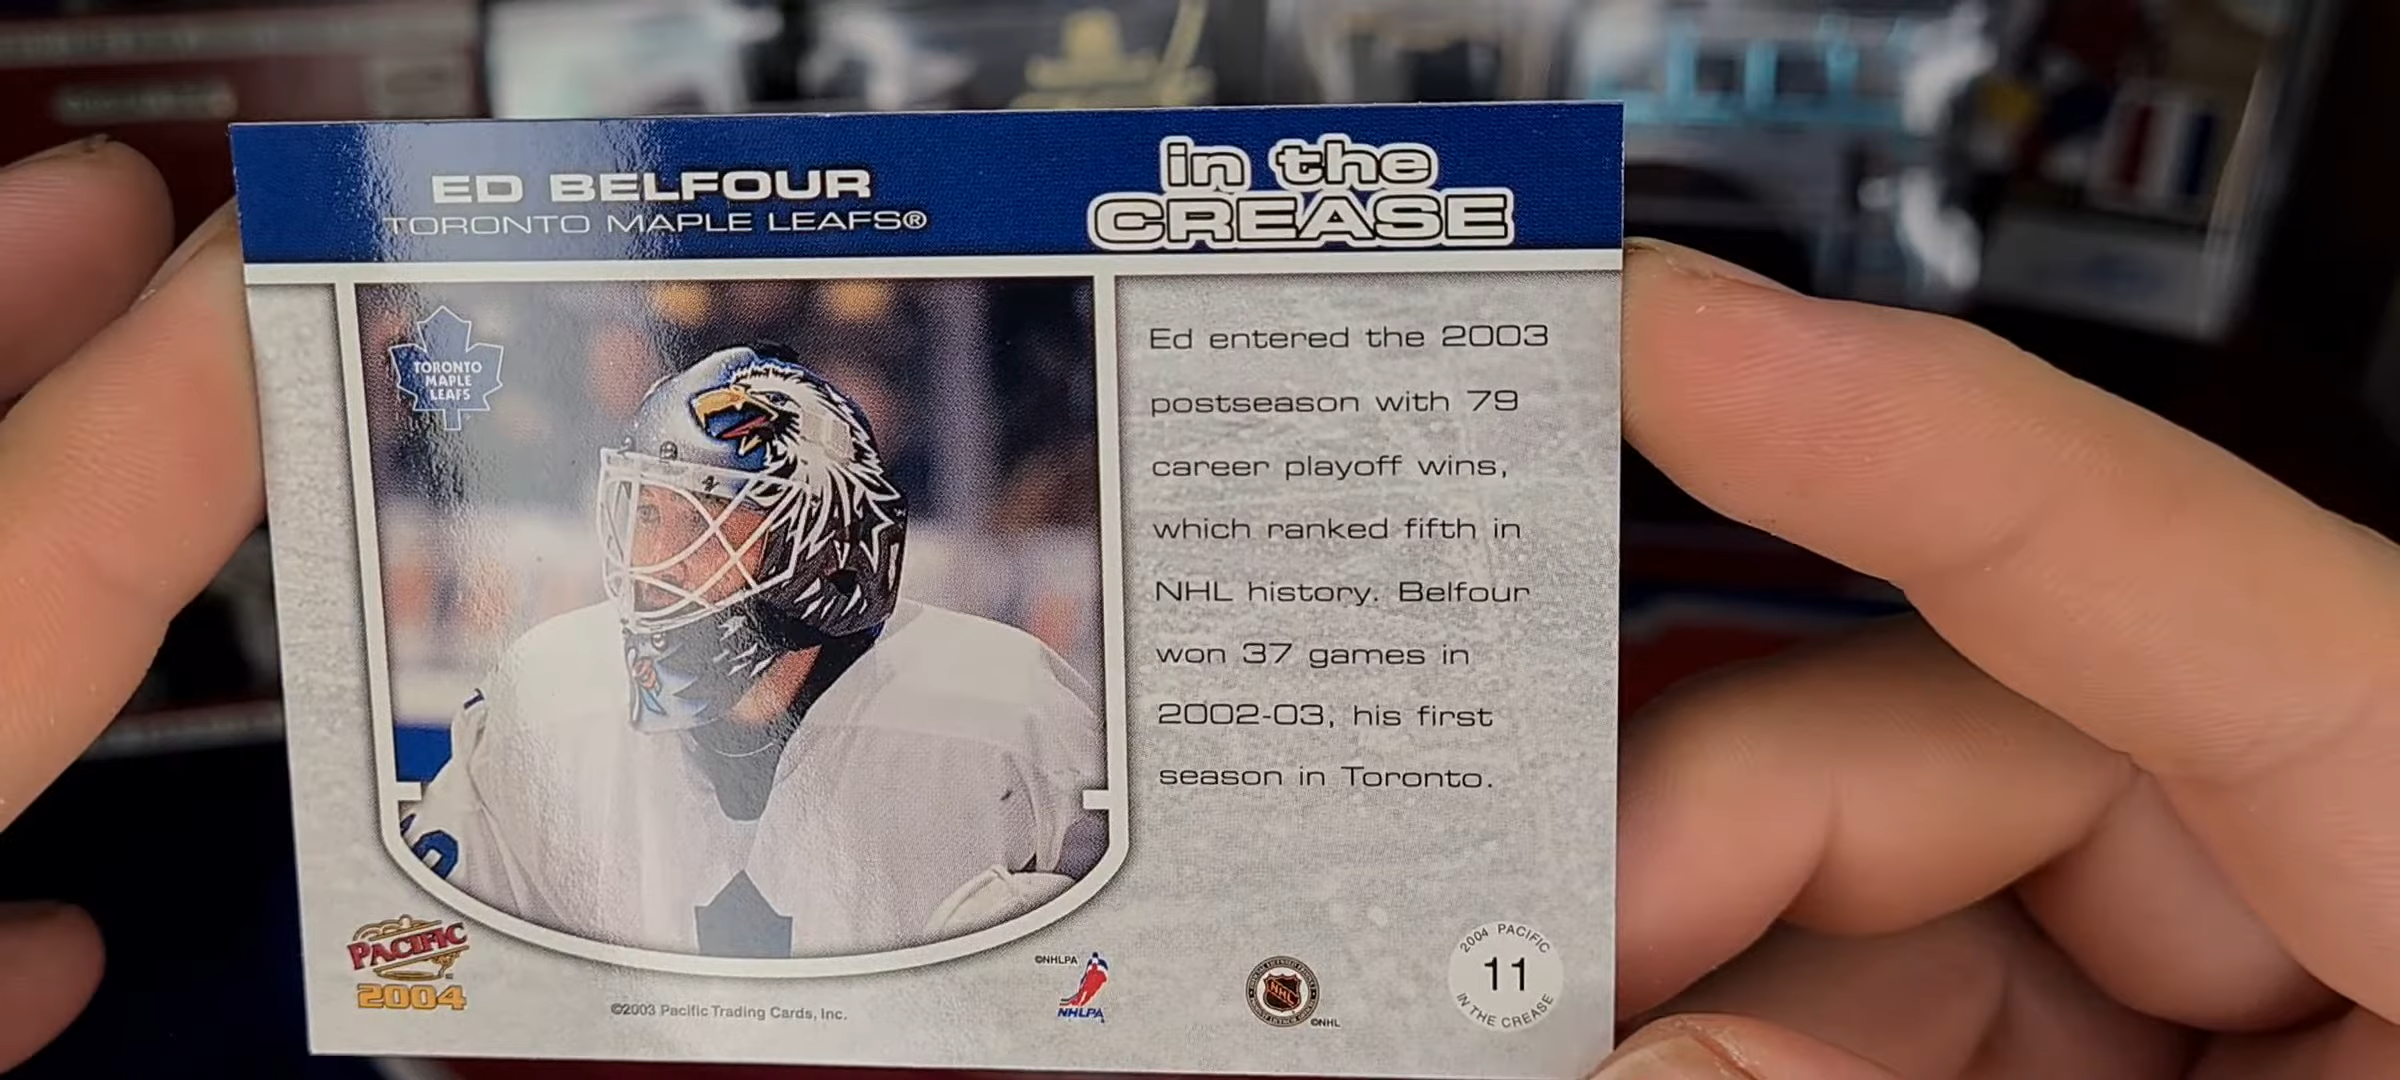 ED BELFOUR
TORONTO MAPLE LEAFS®
in the
CREASE
TORONTO
MAPLE
LEAFS
Ed entered the 2003
postseason with 79
career playoff wins,
which ranked fifth in
NHL history. Belfour
won 37 games in
2002-03, his first
season in Toronto.
PACIFIC
2004
©2003 Pacific Trading Cards, Inc.
©NHLPA
NHLPA
NHL
©NHL
2004 PACIFIC
11
IN THE CREASE